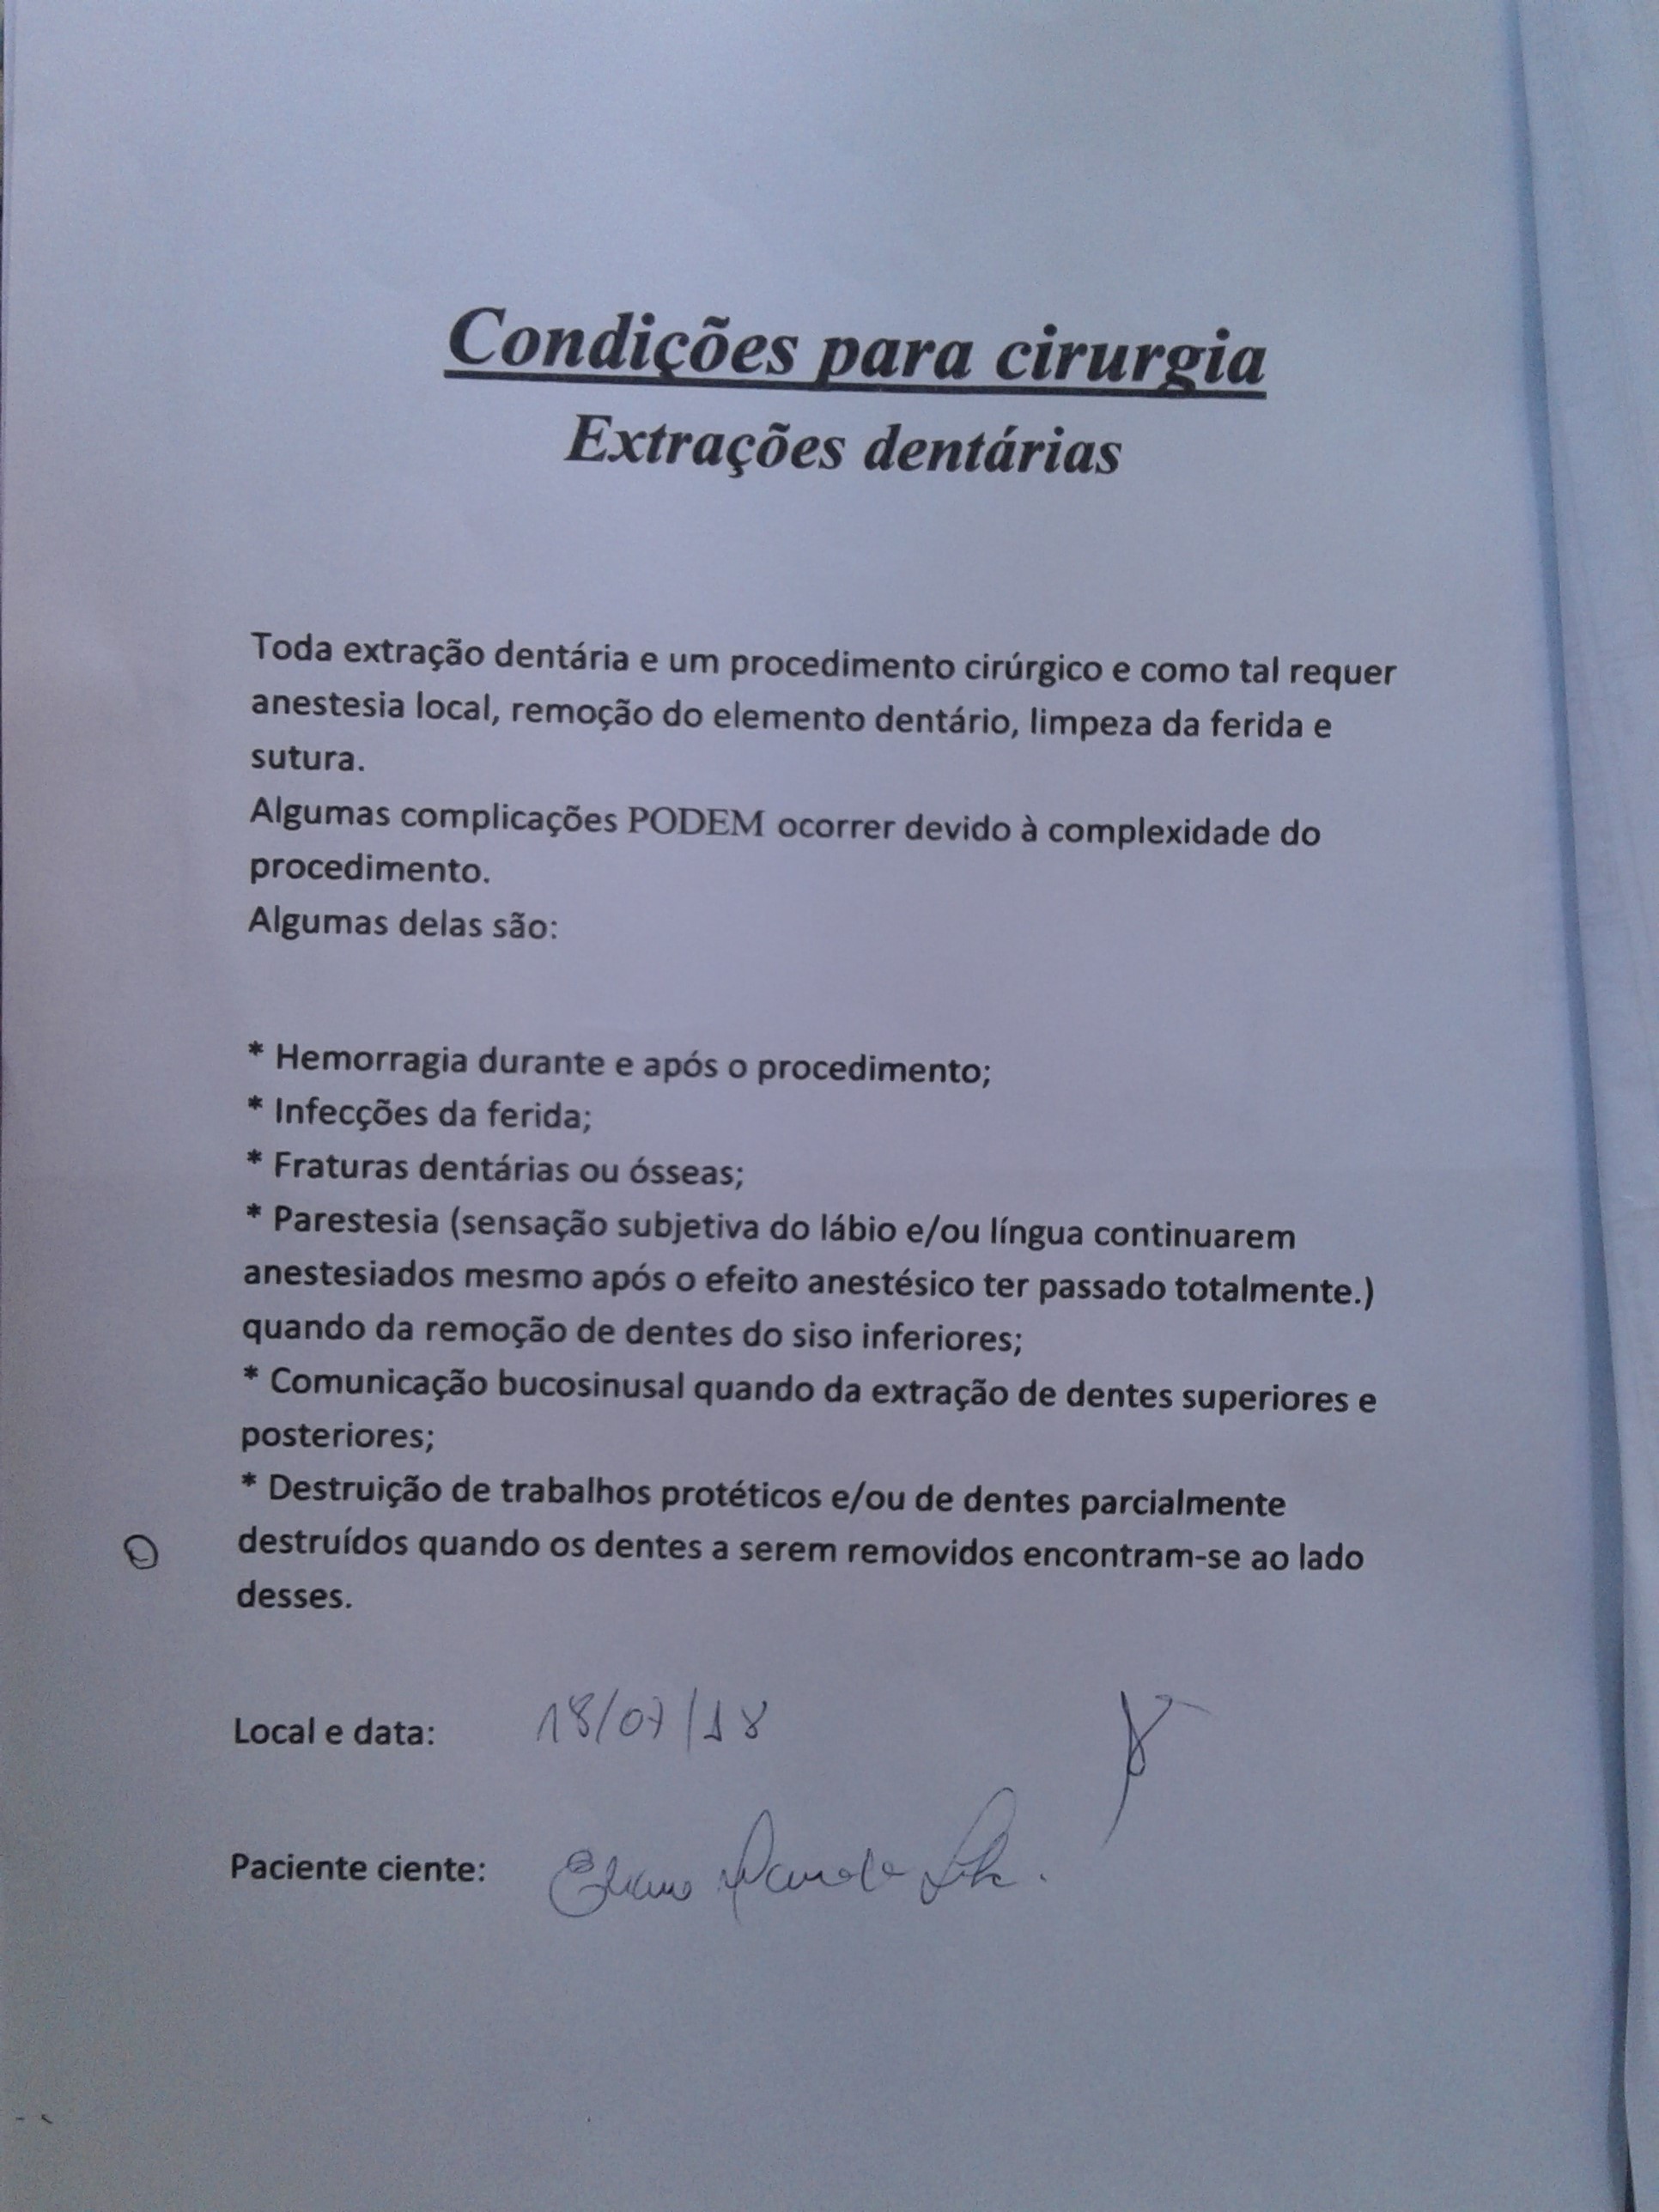 Condições para cirurgia
Extrações dentárias
Toda extração dentária e um procedimento cirúrgico e como tal requer
anestesia local, remoção do elemento dentário, limpeza da ferida e
sutura.
Algumas complicações PODEM ocorrer devido à complexidade do
procedimento.
Algumas delas são:
* Hemorragia durante e após o procedimento;
* Infecções da ferida;
* Fraturas dentárias ou ósseas;
* Parestesia (sensação subjetiva do lábio e/ou língua continuarem
anestesiados mesmo após o efeito anestésico ter passado totalmente.)
quando da remoção de dentes do siso inferiores;
* Comunicação bucosinusal quando da extração de dentes superiores e
posteriores;
* Destruição de trabalhos protéticos e/ou de dentes parcialmente
destruídos quando os dentes a serem removidos encontram-se ao lado
desses.
Local e data: 18/07/18
Paciente ciente: